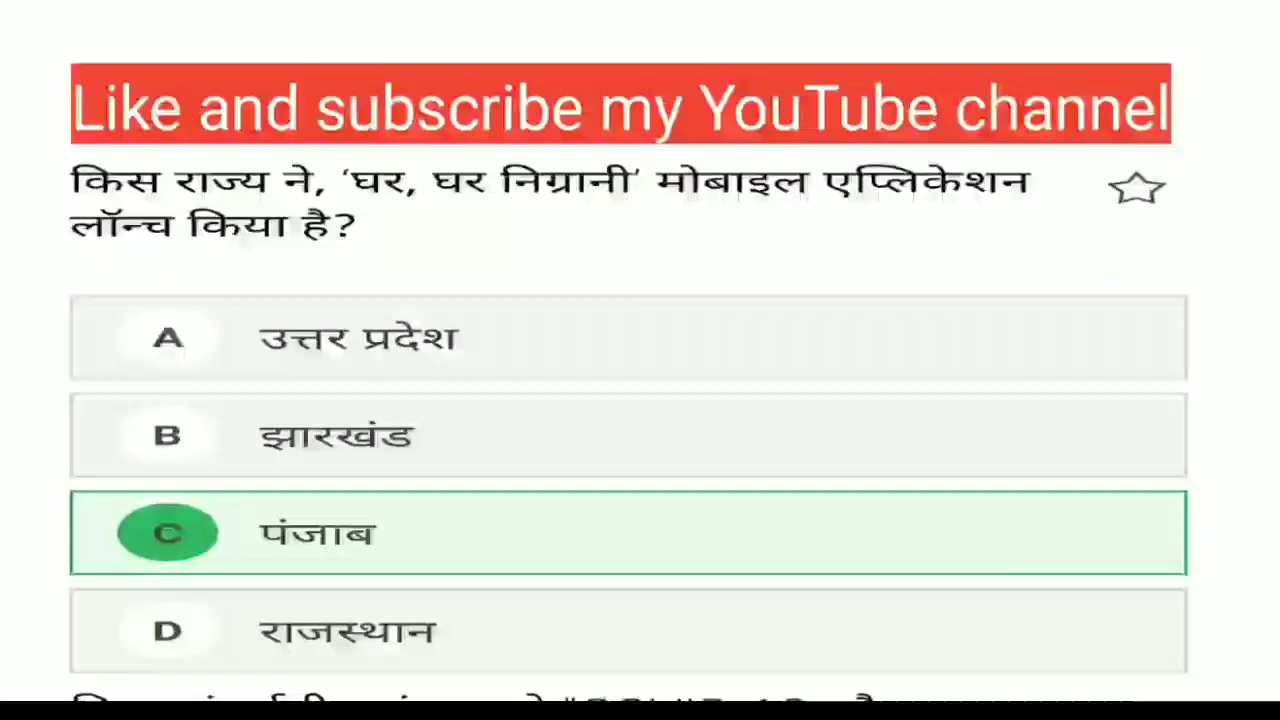 Like and subscribe my YouTube channel
किस राज्य ने, ‘घर, घर निग्रानी’ मोबाइल एप्लिकेशन
लॉन्च किया है?
A उत्तर प्रदेश
B झारखंड
C पंजाब
D राजस्थान